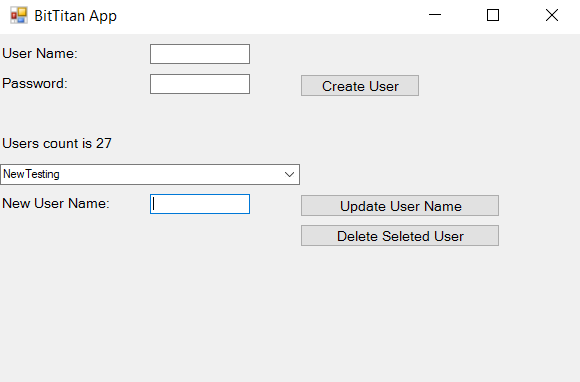 BitTitan App
User Name:
Password:
Create User
Users count is 27
NewTesting
New User Name:
Update User Name
Delete Seleted User